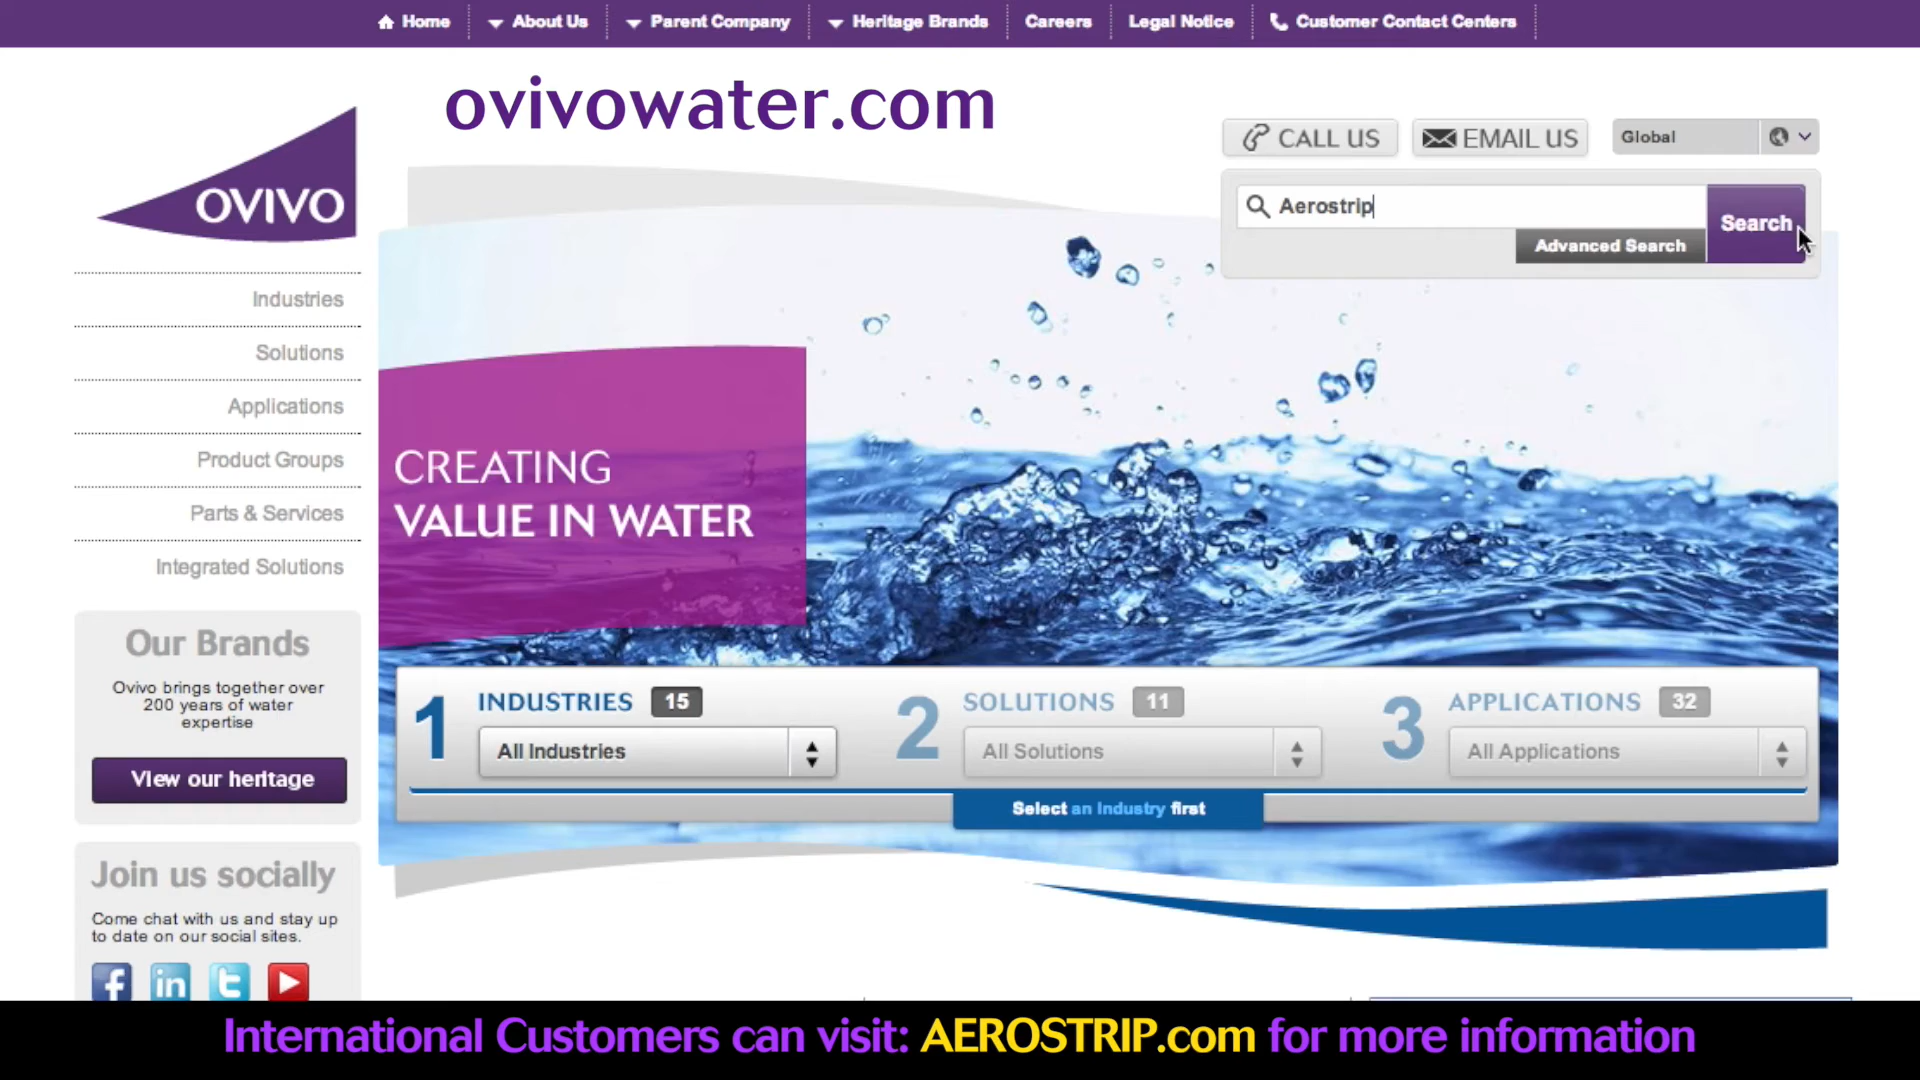 Home
About Us
Parent Company
Heritage Brands
Careers
Legal Notice
Customer Contact Centers
ovivowater.com
OVIVO
CALL US
EMAIL US
Global
Aerostrip
Search
Advanced Search
Industries
Solutions
Applications
Product Groups
Parts & Services
Integrated Solutions
CREATING
VALUE IN WATER
Our Brands
Ovivo brings together over
200 years of water
expertise
View our heritage
1 INDUSTRIES 15
All Industries
2 SOLUTIONS 11
All Solutions
3 APPLICATIONS 32
All Applications
Select an Industry first
Join us socially
Come chat with us and stay up
to date on our social sites.
f
in
t
International Customers can visit: AEROSTRIP.com for more information